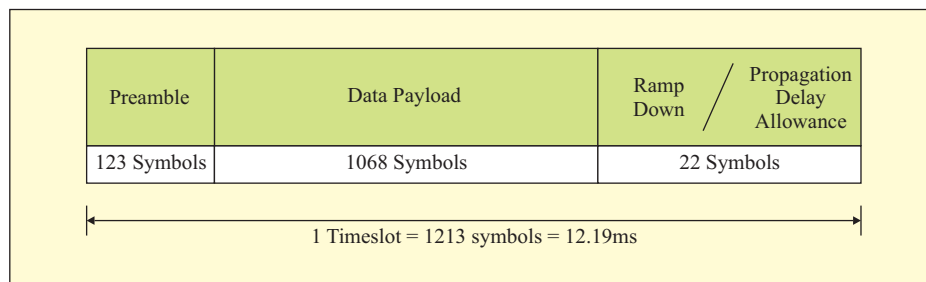 Preamble
Data Payload
Ramp
Down
Propagation
Delay
Allowance
123 Symbols
1068 Symbols
22 Symbols
1 Timeslot = 1213 symbols = 12.19ms